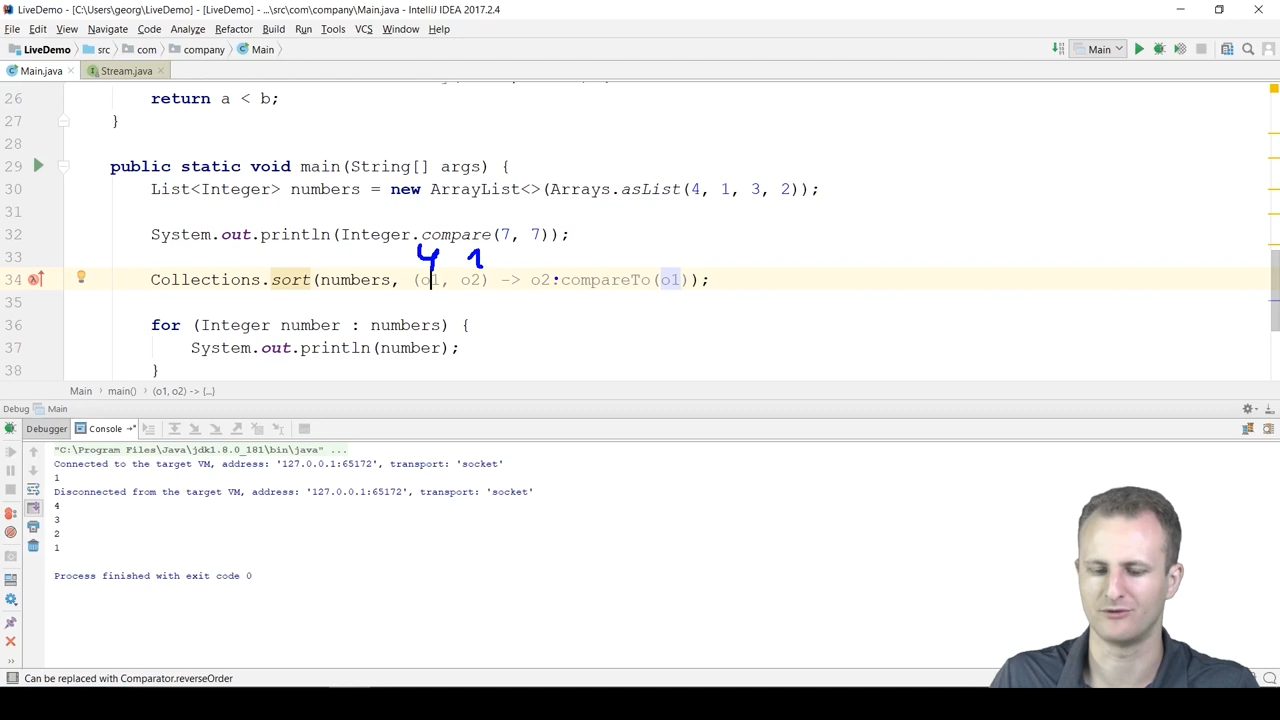 LiveDemo - [C:\Users\georg\LiveDemo] - [LiveDemo] - ...\src\com\company\Main.java - IntelliJ IDEA 2017.2.4
File Edit View Navigate Code Analyze Refactor Build Run Tools VCS Window Help
LiveDemo src com company Main Main
Main.java Stream.java
26 return a < b;
27 }
28
29 public static void main(String[] args) {
30 List<Integer> numbers = new ArrayList<>(Arrays.asList(4, 1, 3, 2));
31
32 System.out.println(Integer.compare(7, 7));
33
4 1
34 Collections.sort(numbers, (o1, o2) -> o2:compareTo(o1));
35
36 for (Integer number : numbers) {
37 System.out.println(number);
38 }
Main main() (o1, o2) -> {...}
Debug Main
Debugger Console
"C:\Program Files\Java\jdk1.8.0_181\bin\java" ...
Connected to the target VM, address: '127.0.0.1:65172', transport: 'socket'
1
Disconnected from the target VM, address: '127.0.0.1:65172', transport: 'socket'
4
3
2
1
Process finished with exit code 0
Can be replaced with Comparator.reverseOrder